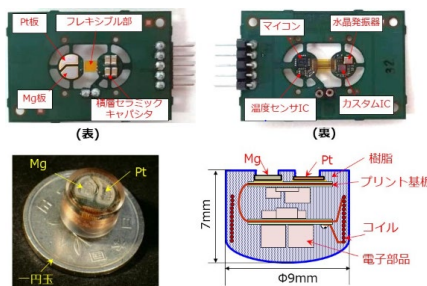 Pt板
フレキシブル部
Mg板
積層セラミック
キャパシタ
(表)
マイコン
水晶発振器
温度センサIC
カスタムIC
(裏)
Mg
Pt
一円玉
Mg
Pt
樹脂
プリント基板
コイル
電子部品
7mm
Φ9mm